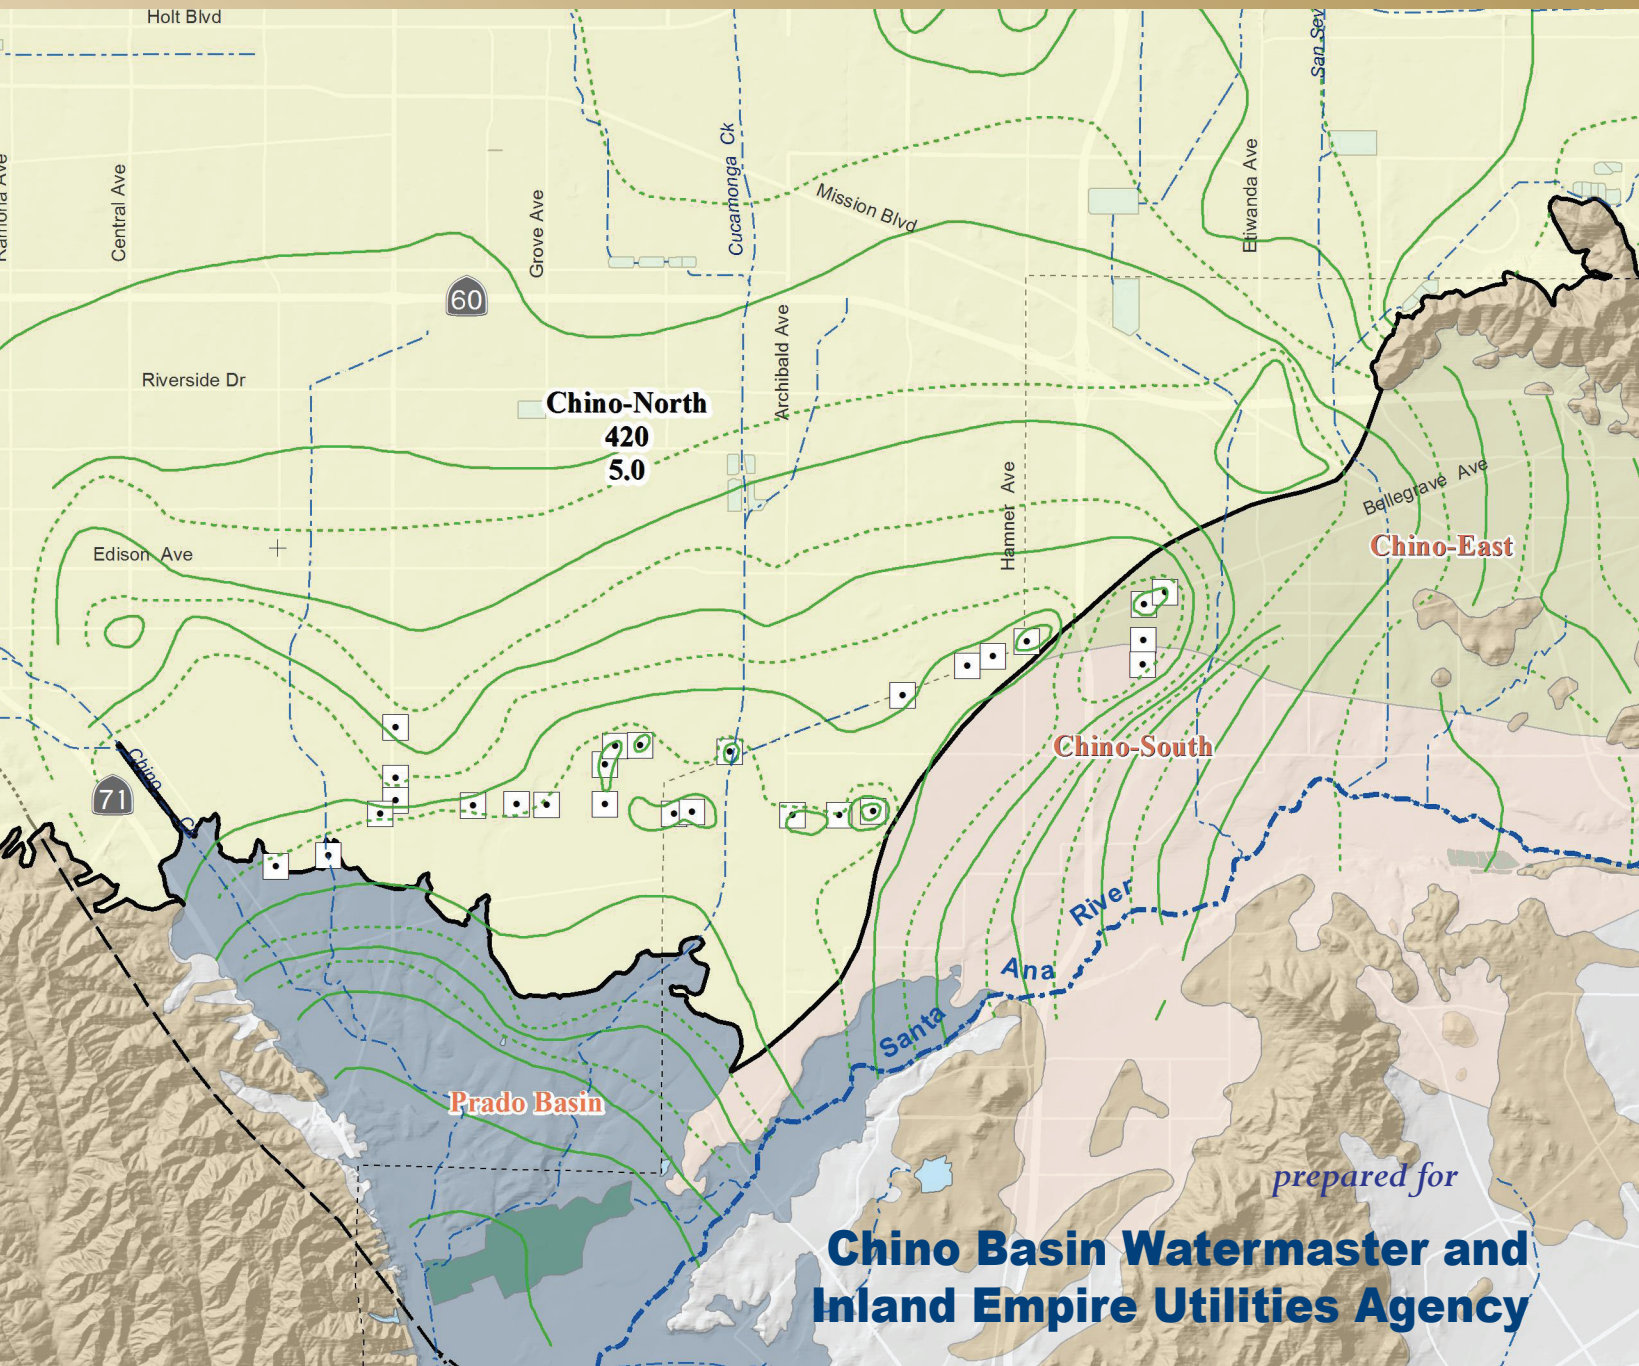 Holt Blvd
San Sev
Cucamonga Ck
Central Ave
Grove Ave
Mission Blvd
Etiwanda Ave
60
Archibald Ave
Riverside Dr
Chino-North
420
5.0
Hamner Ave
Bellegrave Ave
Edison Ave
Chino-East
Chino-South
Chino
71
River
Ana
Santa
Prado Basin
prepared for
Chino Basin Watermaster and
Inland Empire Utilities Agency